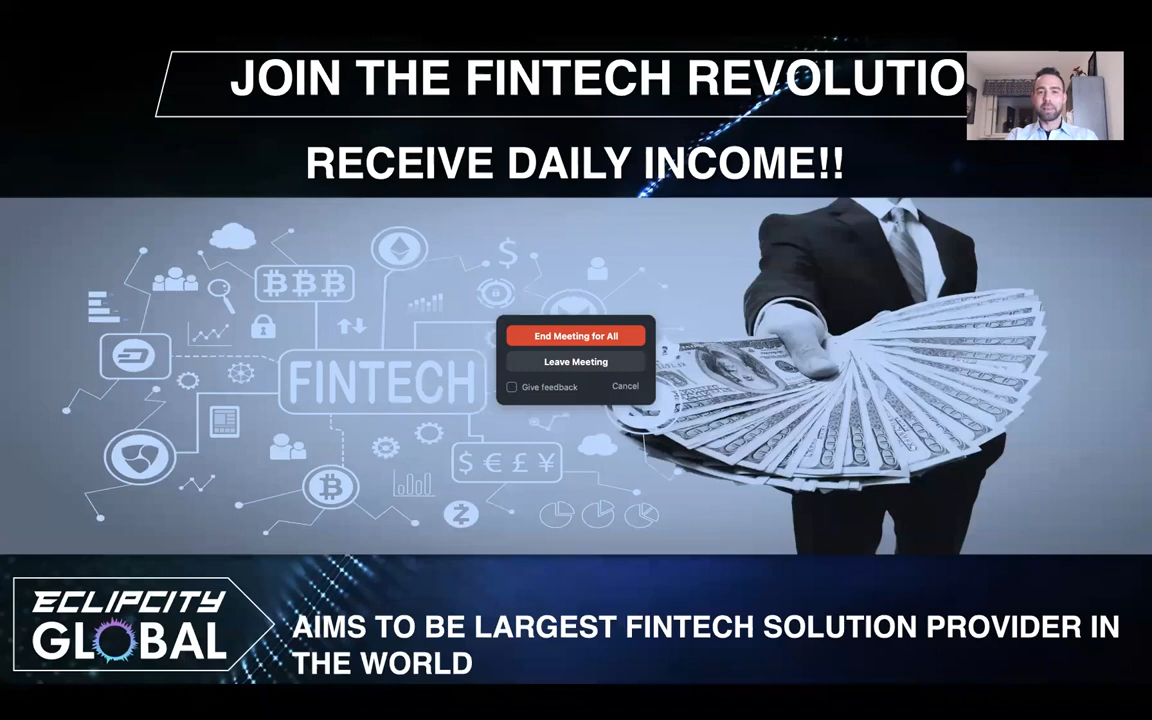 JOIN THE FINTECH REVOLUTIO
RECEIVE DAILY INCOME!!
BBB
$
FINTECH
$ € £ ¥
End Meeting for All
Leave Meeting
Give feedback
Cancel
ECLIPCITY
GLOBAL
AIMS TO BE LARGEST FINTECH SOLUTION PROVIDER IN
THE WORLD